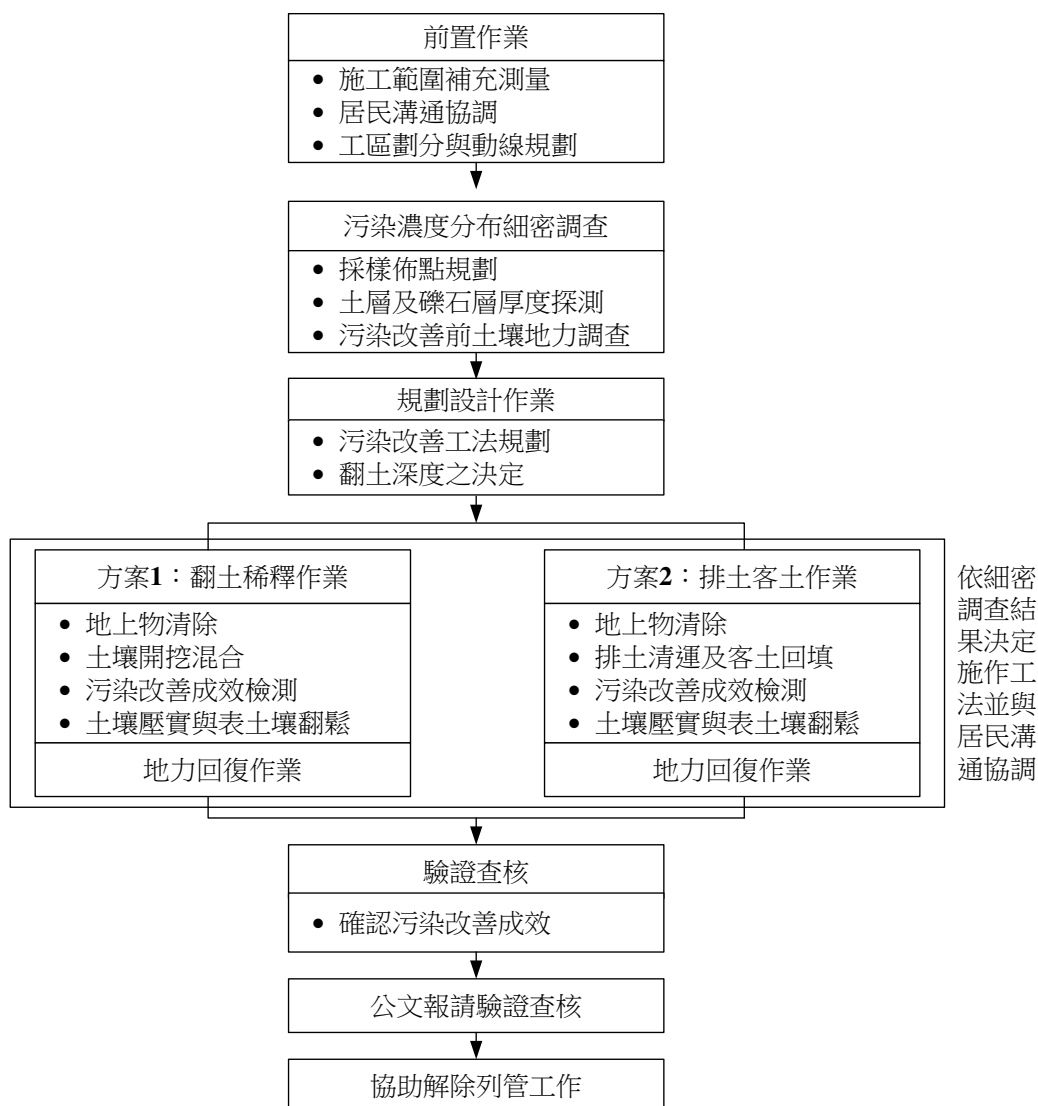 前置作業
• 施工範圍補充測量
• 居民溝通協調
• 工區劃分與動線規劃
污染濃度分布細密調查
• 採樣佈點規劃
• 土層及礫石層厚度探測
• 污染改善前土壤地力調查
規劃設計作業
• 污染改善工法規劃
• 翻土深度之決定
方案1：翻土稀釋作業
• 地上物清除
• 土壤開挖混合
• 污染改善成效檢測
• 土壤壓實與表土壤翻鬆
地力回復作業
方案2：排土客土作業
• 地上物清除
• 排土清運及客土回填
• 污染改善成效檢測
• 土壤壓實與表土壤翻鬆
地力回復作業
依細密
調查結
果決定
施作工
法並與
居民溝
通協調
驗證查核
• 確認污染改善成效
公文報請驗證查核
協助解除列管工作